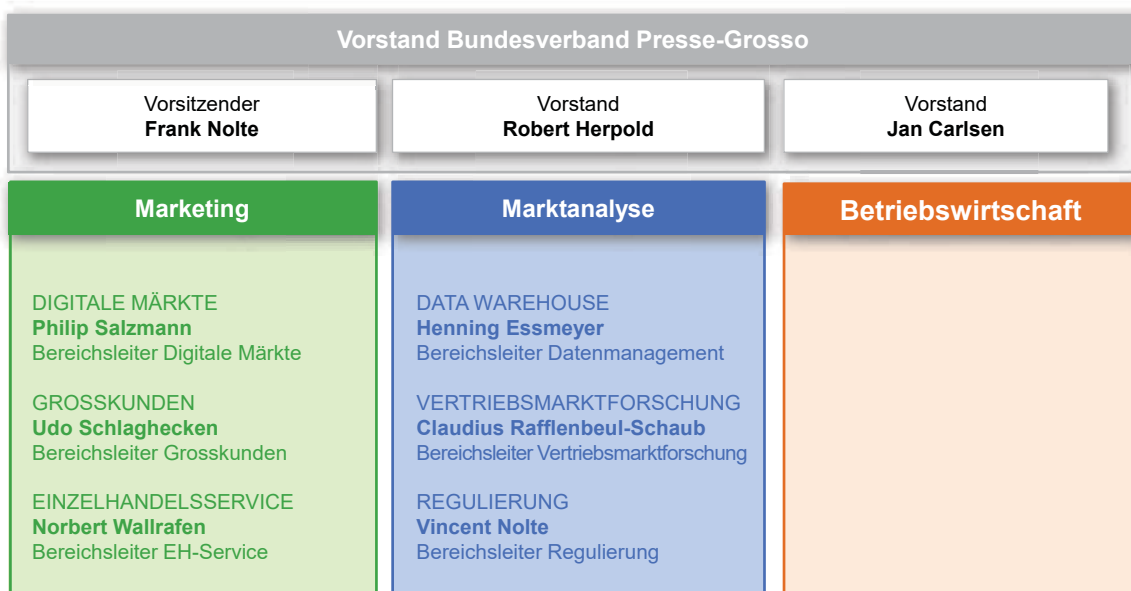 Vorstand Bundesverband Presse-Grosso
Vorsitzender
Frank Nolte
Vorstand
Robert Herpold
Vorstand
Jan Carlsen
Marketing
DIGITALE MÄRKTE
Philip Salzmann
Bereichsleiter Digitale Märkte
GROSSKUNDEN
Udo Schlaghecken
Bereichsleiter Grosskunden
EINZELHANDELSSERVICE
Norbert Wallrafen
Bereichsleiter EH-Service
Marktanalyse
DATA WAREHOUSE
Henning Essmeyer
Bereichsleiter Datenmanagement
VERTRIEBSMARKTFORSCHUNG
Claudius Rafflenbeul-Schaub
Bereichsleiter Vertriebsmarktforschung
REGULIERUNG
Vincent Nolte
Bereichsleiter Regulierung
Betriebswirtschaft